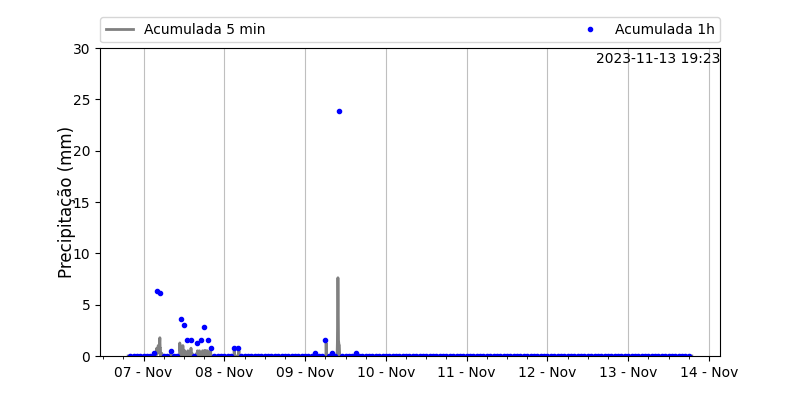 Acumulada 5 min
Acumulada 1h
2023-11-13 19:23
Precipitação (mm)
30
25
20
15
10
5
0
07 - Nov
08 - Nov
09 - Nov
10 - Nov
11 - Nov
12 - Nov
13 - Nov
14 - Nov